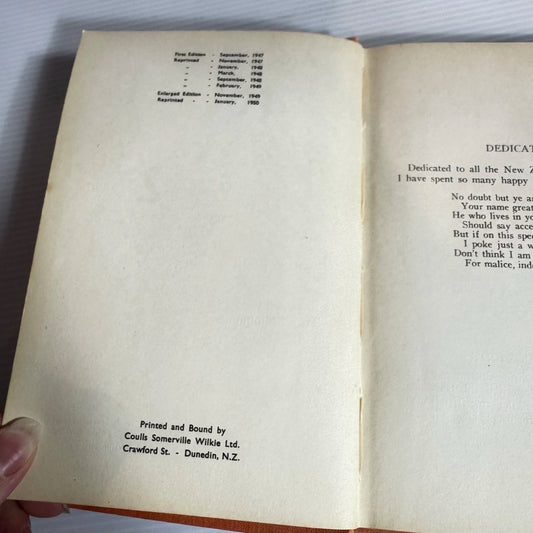 First Edition - September, 1947
Reprinted - November, 1947
„ - January, 1948
„ - March, 1948
„ - September, 1948
„ - February, 1949
Enlarged Edition - November, 1949
Reprinted - - January, 1950
Printed and Bound by
Coulls Somerville Wilkie Ltd.
Crawford St. - Dunedin, N.Z.
DEDICAT
Dedicated to all the New Z
I have spent so many happy
No doubt but ye a
Your name great
He who lives in yo
Should say acce
But if on this spe
I poke just a w
Don't think I am
For malice, ind